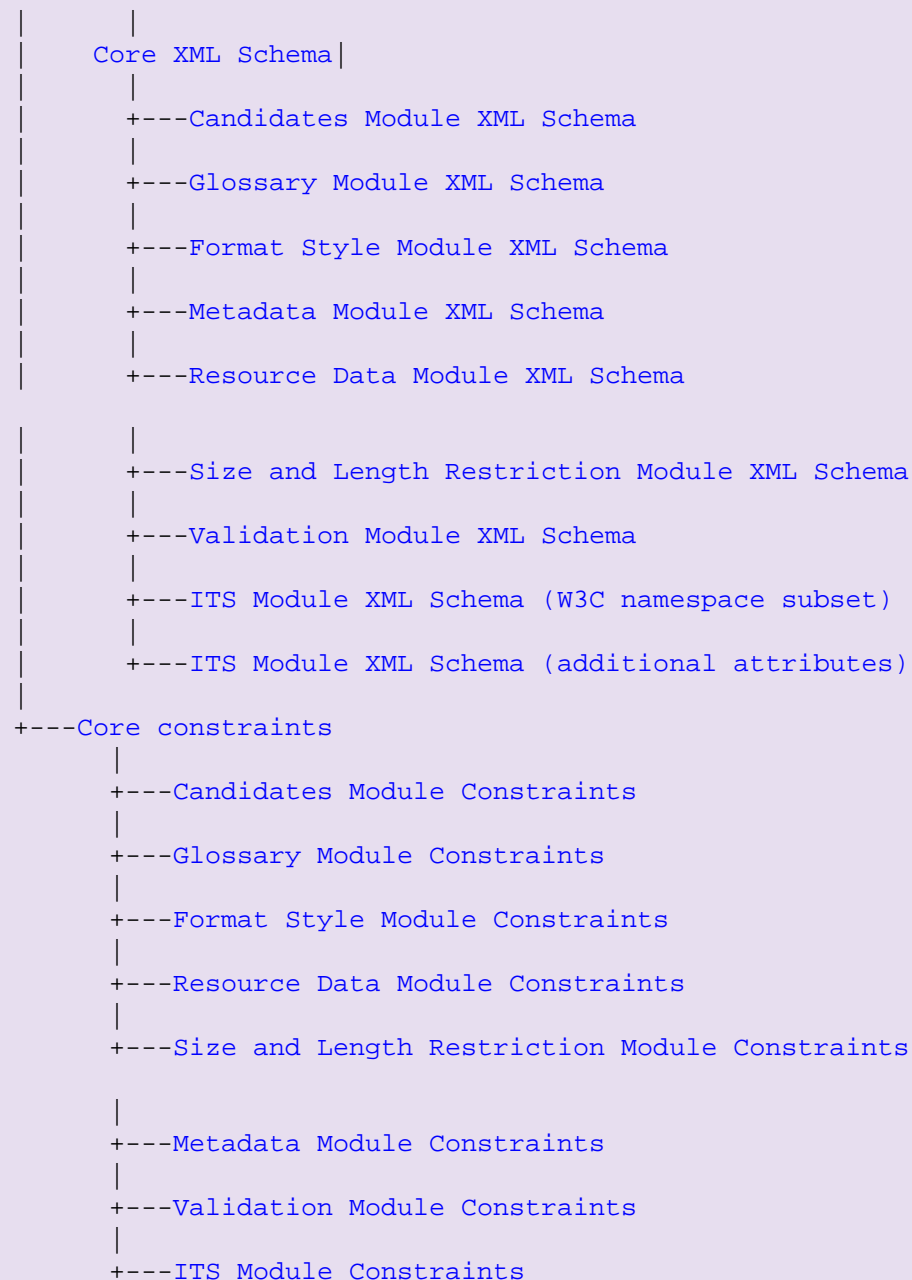 |      |
|    Core XML Schema|
|      |
|      +---Candidates Module XML Schema
|      |
|      +---Glossary Module XML Schema
|      |
|      +---Format Style Module XML Schema
|      |
|      +---Metadata Module XML Schema
|      |
|      +---Resource Data Module XML Schema
|      |
|      +---Size and Length Restriction Module XML Schema
|      |
|      +---Validation Module XML Schema
|      |
|      +---ITS Module XML Schema (W3C namespace subset)
|      |
|      +---ITS Module XML Schema (additional attributes)
|
+---Core constraints
      |
      +---Candidates Module Constraints
      |
      +---Glossary Module Constraints
      |
      +---Format Style Module Constraints
      |
      +---Resource Data Module Constraints
      |
      +---Size and Length Restriction Module Constraints
      |
      +---Metadata Module Constraints
      |
      +---Validation Module Constraints
      |
      +---ITS Module Constraints